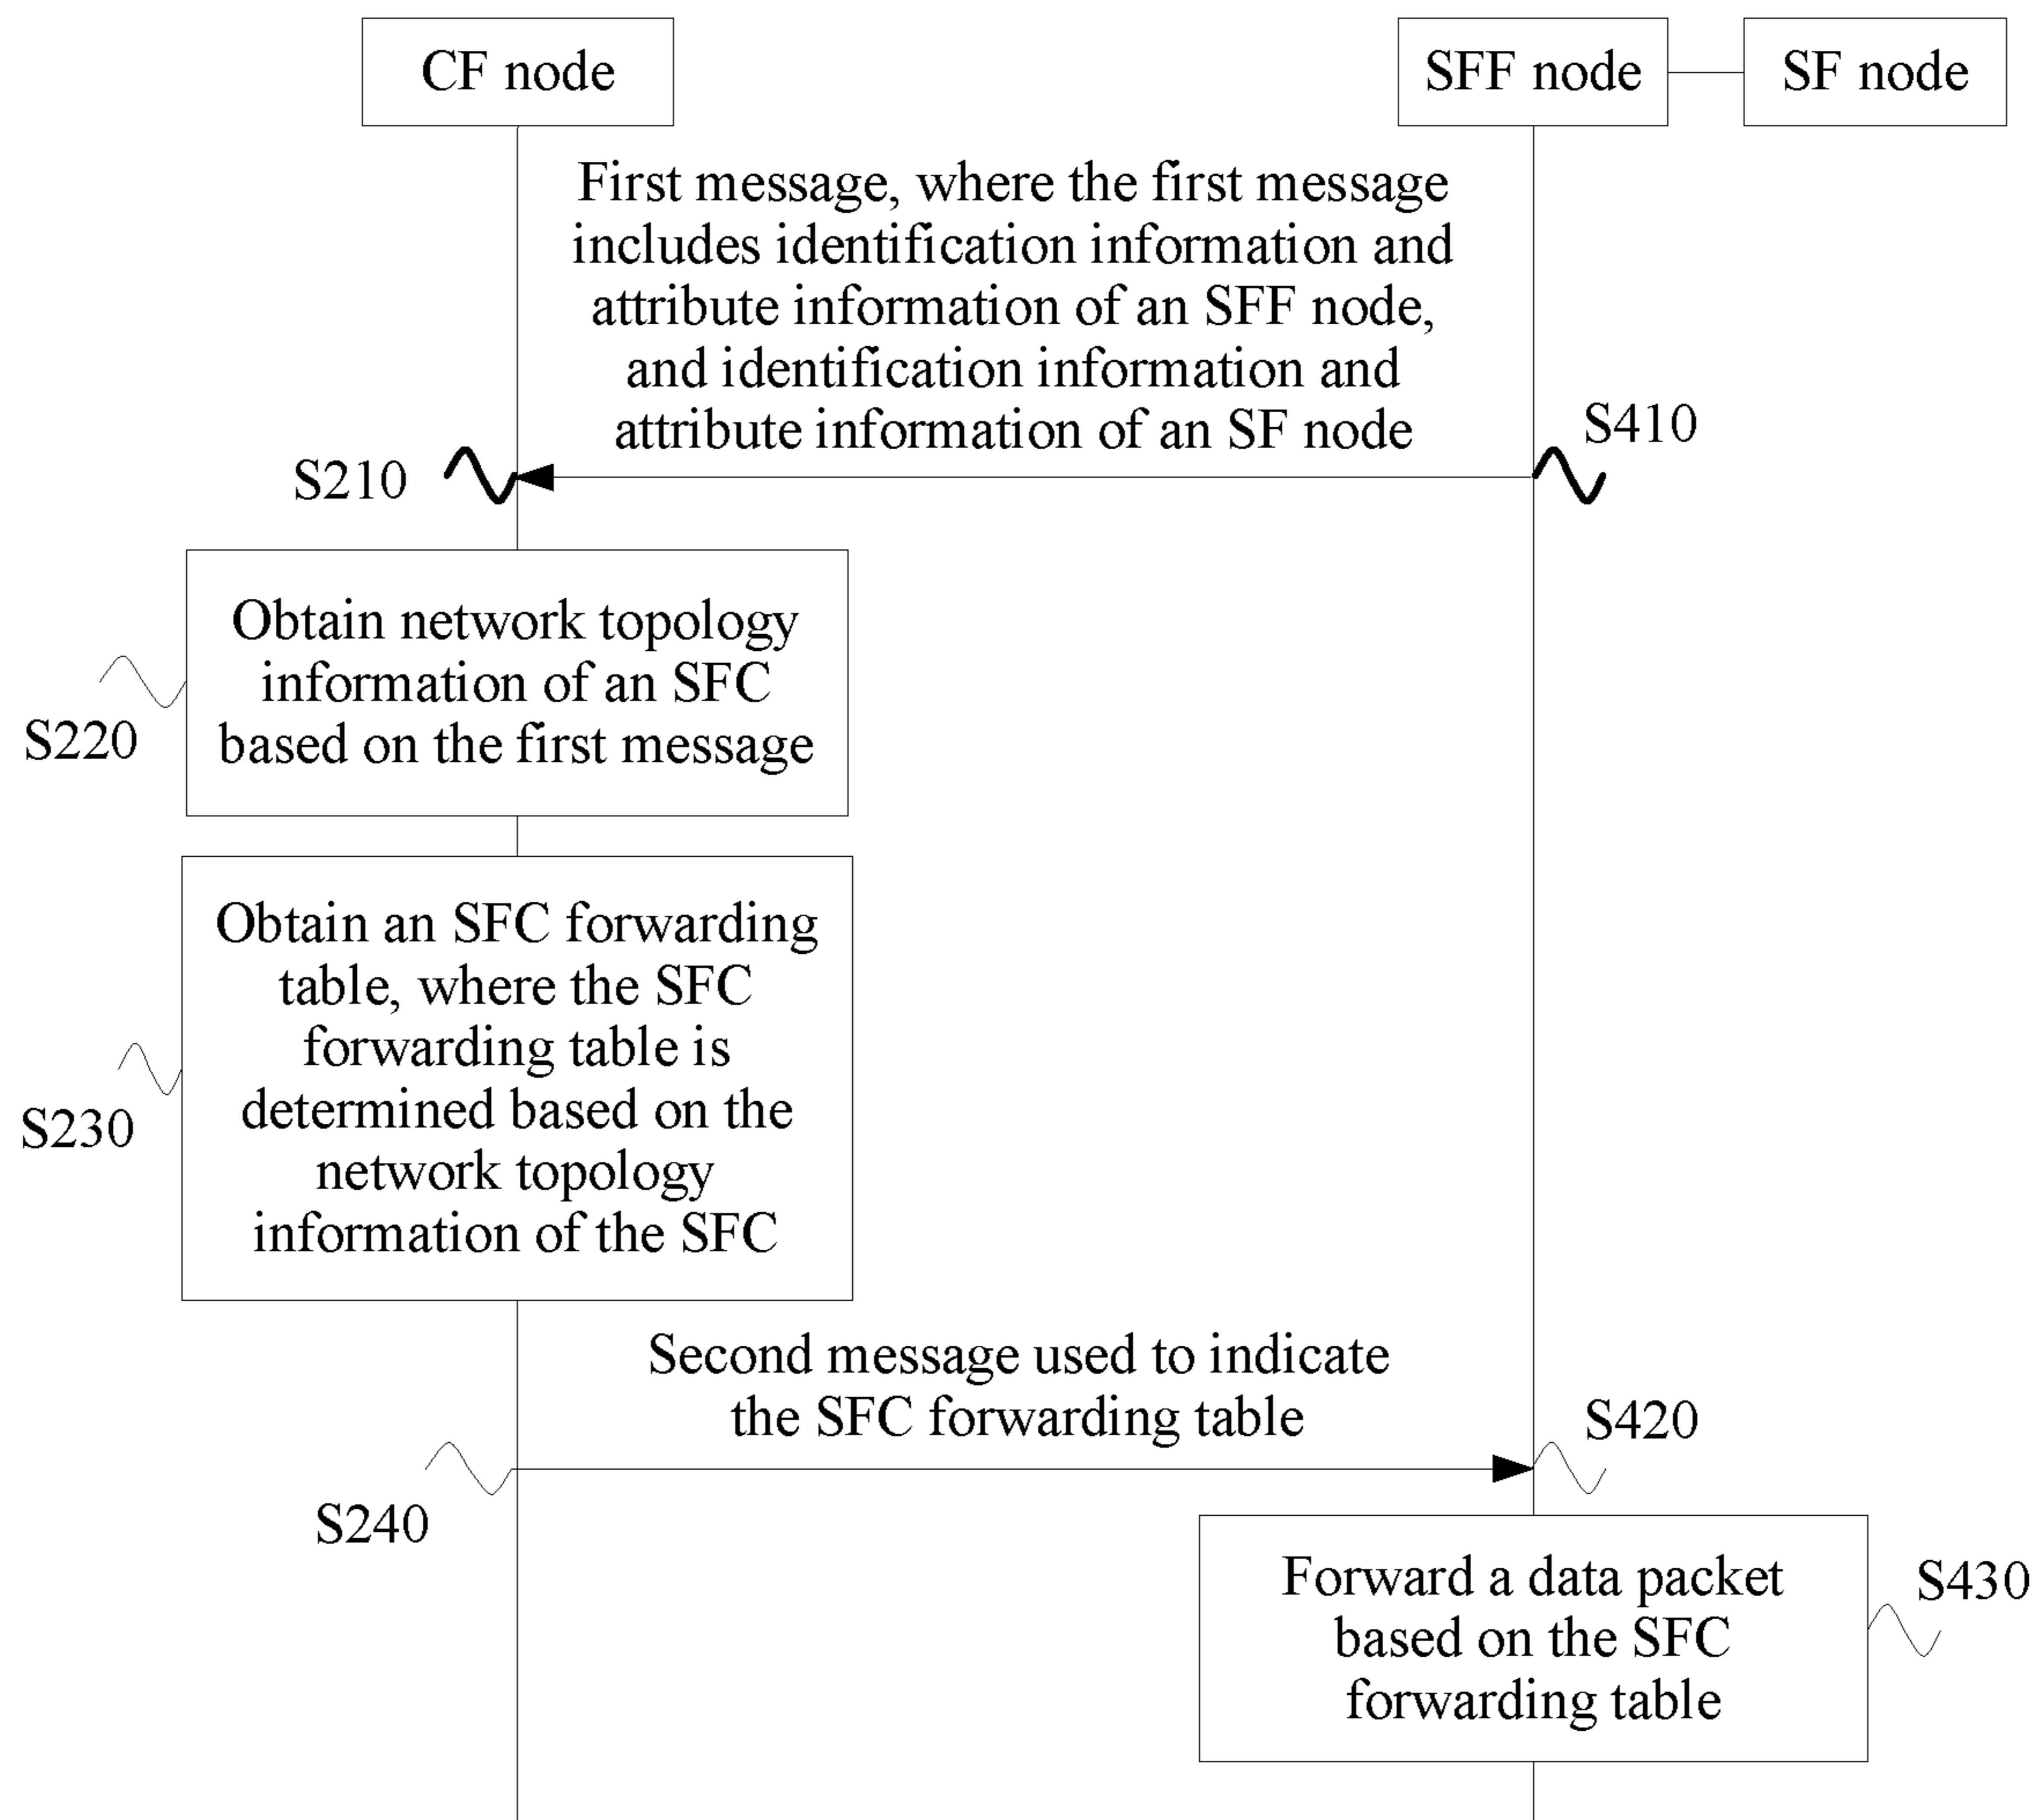 CF node
SFF node
SF node
First message, where the first message
includes identification information and
attribute information of an SFF node,
and identification information and
attribute information of an SF node
S410
S210
Obtain network topology
information of an SFC
based on the first message
S220
Obtain an SFC forwarding
table, where the SFC
forwarding table is
determined based on the
network topology
information of the SFC
S230
Second message used to indicate
the SFC forwarding table
S420
S240
Forward a data packet
based on the SFC
forwarding table
S430